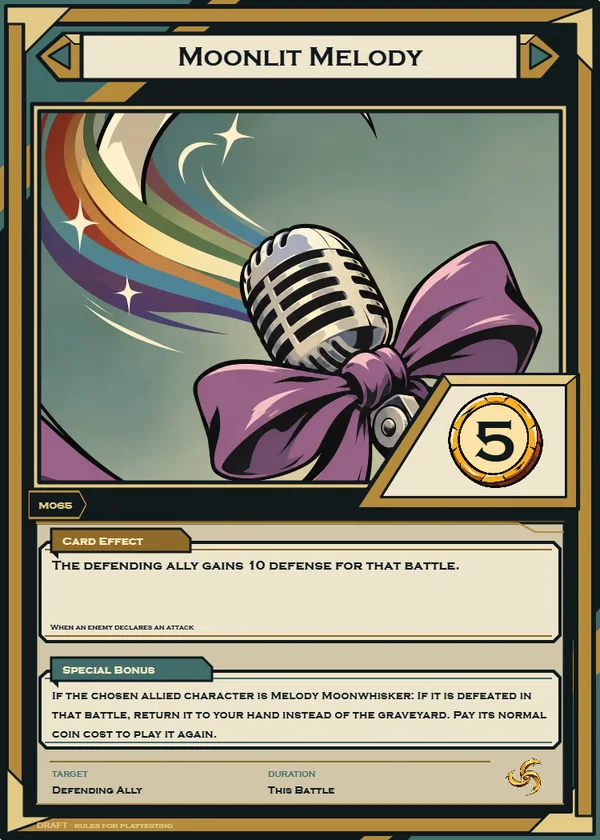 Moonlit Melody
5
M065
Card Effect
The defending ally gains 10 defense for that battle.
When an enemy declares an attack
Special Bonus
If the chosen allied character is Melody Moonwhisker: If it is defeated in
that battle, return it to your hand instead of the graveyard. Pay its normal
coin cost to play it again.
Target
Duration
Defending Ally
This Battle
DRAFT · Rules for playtesting